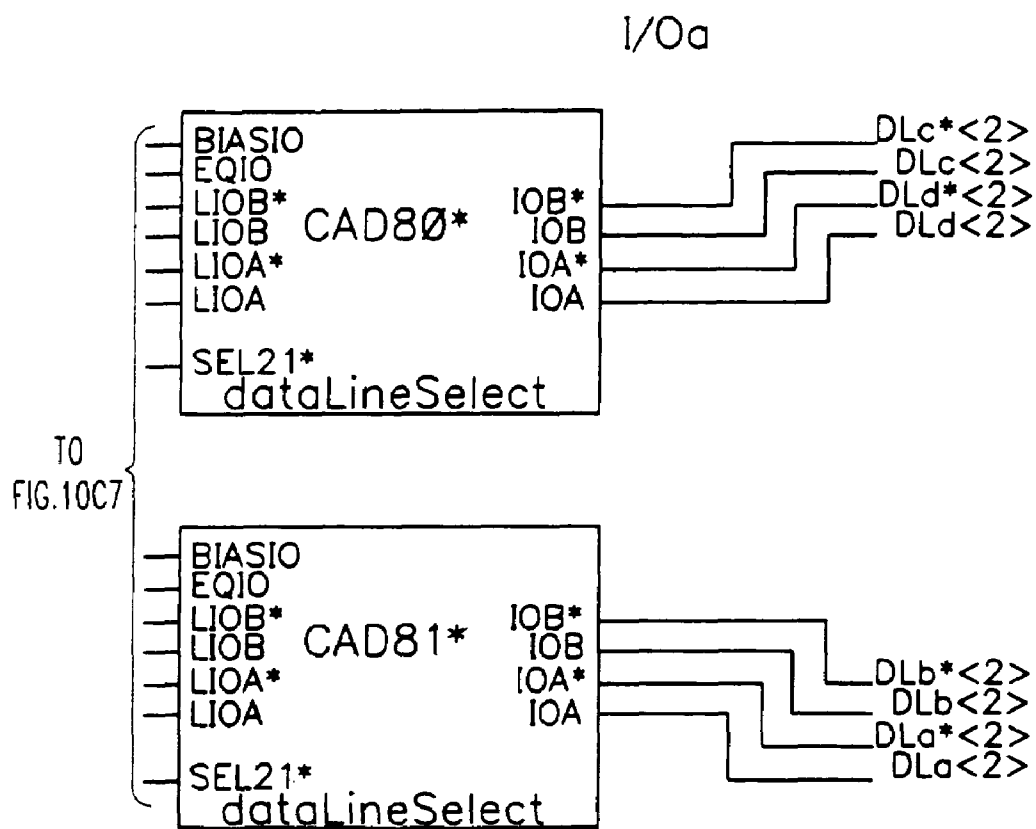 I/Oa
BIASIO
EQIO
LIOB*
LIOB
LIOA*
LIOA
SEL21*
CAD80*
IOB*
IOB
IOA*
IOA
dataLineSelect
DLc*<2>
DLc<2>
DLd*<2>
DLd<2>
TO
FIG.10C7
BIASIO
EQIO
LIOB*
LIOB
LIOA*
LIOA
SEL21*
CAD81*
IOB*
IOB
IOA*
IOA
dataLineSelect
DLb*<2>
DLb<2>
DLa*<2>
DLa<2>